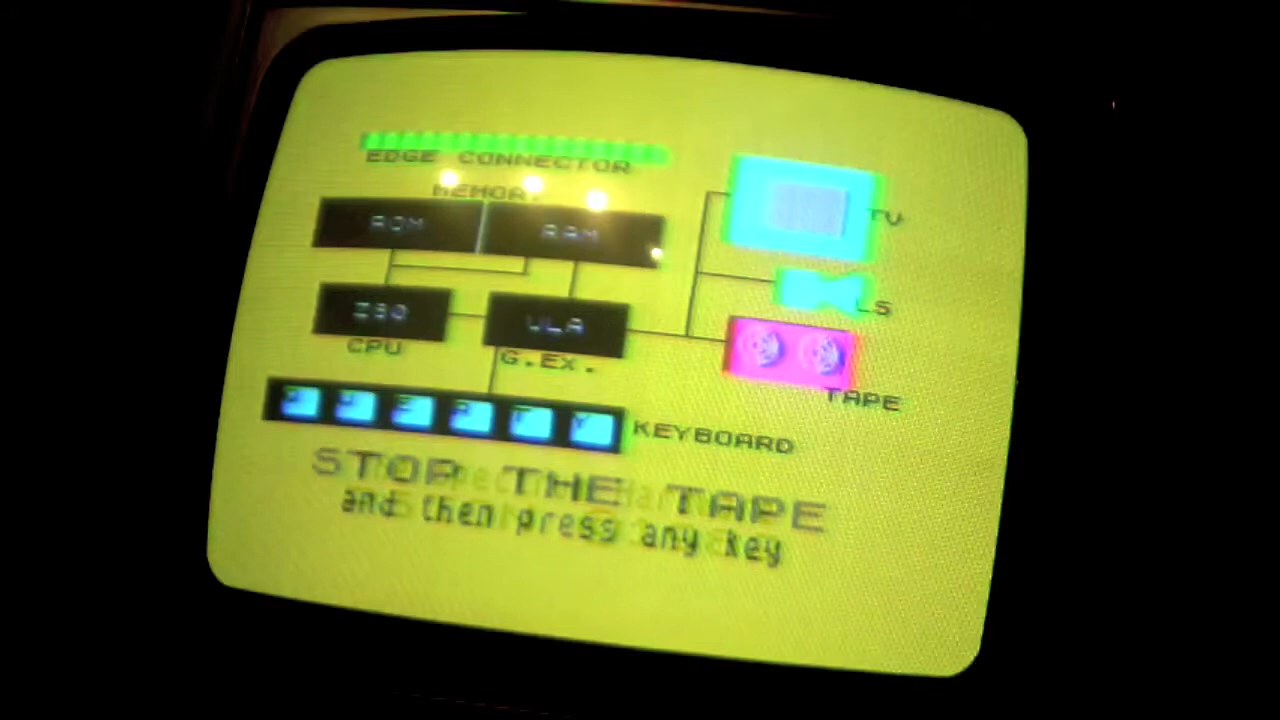 EDGE CONNECTOR
MEMORY
ROM RAM
TV
LS
Z80 ULA
CPU G.EX.
TAPE
Q W E R T Y KEYBOARD
STOP THE TAPE
and then press any key